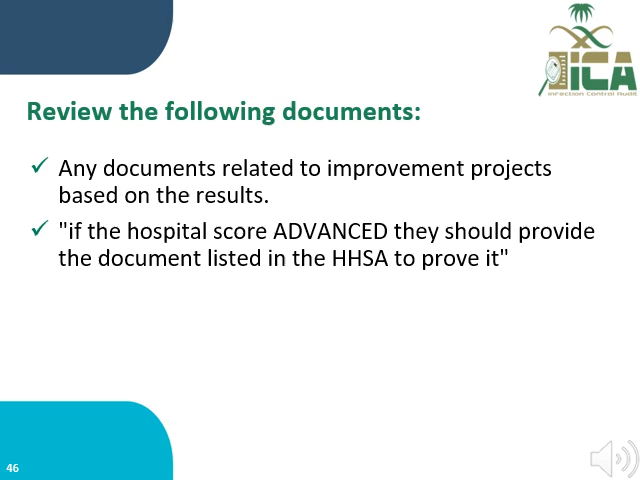 iCA
Infection Control Audit
Review the following documents:
Any documents related to improvement projects
based on the results.
"if the hospital score ADVANCED they should provide
the document listed in the HHSA to prove it"
46